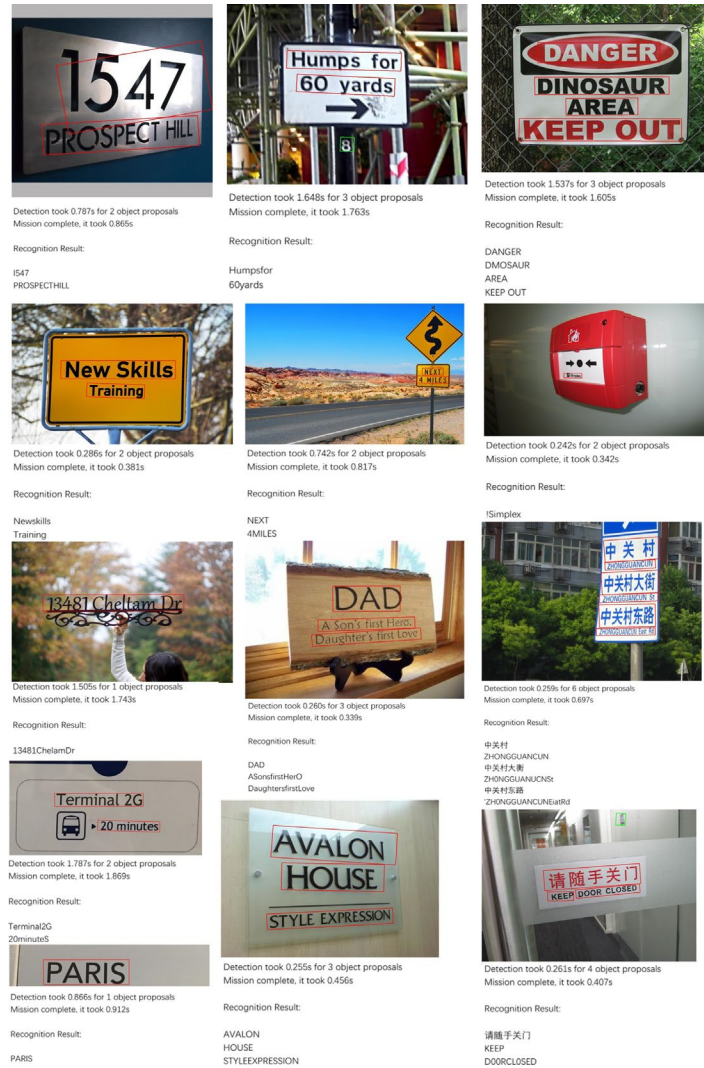 1547
PROSPECT HILL
Detection took 0.787s for 2 object proposals
Mission complete, it took 0.865s
Recognition Result:
I547
PROSPECTHILL
Humps for
60 yards
8
Detection took 1.648s for 3 object proposals
Mission complete, it took 1.763s
Recognition Result:
Humpsfor
60yards
DANGER
DINOSAUR
AREA
KEEP OUT
Detection took 1.537s for 3 object proposals
Mission complete, it took 1.605s
Recognition Result:
DANGER
DMOSAUR
AREA
KEEP OUT
New Skills
Training
Detection took 0.286s for 2 object proposals
Mission complete, it took 0.381s
Recognition Result:
Newskills
Training
NEXT
4 MILES
Detection took 0.742s for 2 object proposals
Mission complete, it took 0.817s
Recognition Result:
NEXT
4MILES
Detection took 0.242s for 2 object proposals
Mission complete, it took 0.342s
Recognition Result:
!Simplex
13481 Cheltam Dr
Detection took 1.505s for 1 object proposals
Mission complete, it took 1.743s
Recognition Result:
13481ChelamDr
DAD
A Son's first Hero,
Daughter's first Love
Detection took 0.260s for 3 object proposals
Mission complete, it took 0.339s
Recognition Result:
DAD
ASonsfirstHerO
DaughtersfirstLove
中关村
ZHONGGUANCUN
中关村大街
ZHONGGUANCUN St
中关村东路
ZHONGGUANCUN East Rd
Detection took 0.259s for 6 object proposals
Mission complete, it took 0.697s
Recognition Result:
中关村
ZHONGGUANCUN
中关村大衡
ZH0NGGUANUCNSt
中关村东路
'ZH0NGGUANCUNEiatRd
Terminal 2G
20 minutes
Detection took 1.787s for 2 object proposals
Mission complete, it took 1.869s
Recognition Result:
Terminal2G
20minuteS
PARIS
Detection took 0.866s for 1 object proposals
Mission complete, it took 0.912s
Recognition Result:
PARIS
AVALON
HOUSE
STYLE EXPRESSION
Detection took 0.255s for 3 object proposals
Mission complete, it took 0.456s
Recognition Result:
AVALON
HOUSE
STYLEEXPRESSION
请随手关门
KEEP DOOR CLOSED
Detection took 0.261s for 4 object proposals
Mission complete, it took 0.407s
Recognition Result:
请随手关门
KEEP
D00RCL0SED